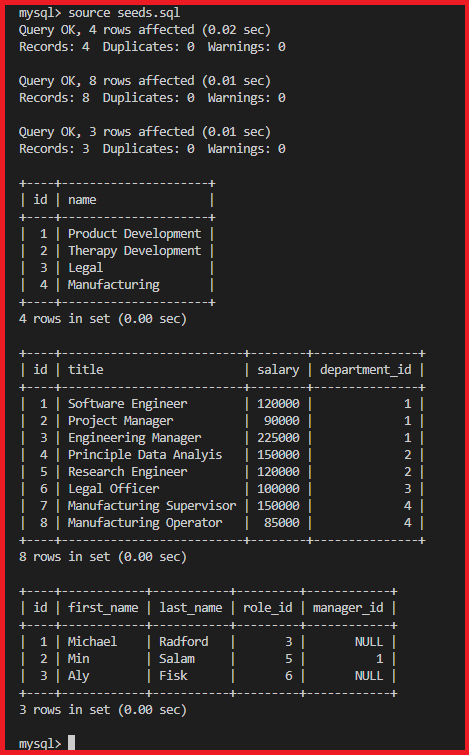 mysql> source seeds.sql
Query OK, 4 rows affected (0.02 sec)
Records: 4  Duplicates: 0  Warnings: 0

Query OK, 8 rows affected (0.01 sec)
Records: 8  Duplicates: 0  Warnings: 0

Query OK, 3 rows affected (0.01 sec)
Records: 3  Duplicates: 0  Warnings: 0

+----+---------------------+
| id | name                |
+----+---------------------+
|  1 | Product Development |
|  2 | Therapy Development |
|  3 | Legal               |
|  4 | Manufacturing       |
+----+---------------------+
4 rows in set (0.00 sec)

+----+--------------------------+--------+---------------+
| id | title                    | salary | department_id |
+----+--------------------------+--------+---------------+
|  1 | Software Engineer        | 120000 |             1 |
|  2 | Project Manager          |  90000 |             1 |
|  3 | Engineering Manager      | 225000 |             1 |
|  4 | Principle Data Analyis   | 150000 |             2 |
|  5 | Research Engineer        | 120000 |             2 |
|  6 | Legal Officer            | 100000 |             3 |
|  7 | Manufacturing Supervisor | 150000 |             4 |
|  8 | Manufacturing Operator   |  85000 |             4 |
+----+--------------------------+--------+---------------+
8 rows in set (0.00 sec)

+----+------------+-----------+---------+------------+
| id | first_name | last_name | role_id | manager_id |
+----+------------+-----------+---------+------------+
|  1 | Michael    | Radford   |       3 |       NULL |
|  2 | Min        | Salam     |       5 |          1 |
|  3 | Aly        | Fisk      |       6 |       NULL |
+----+------------+-----------+---------+------------+
3 rows in set (0.00 sec)

mysql>